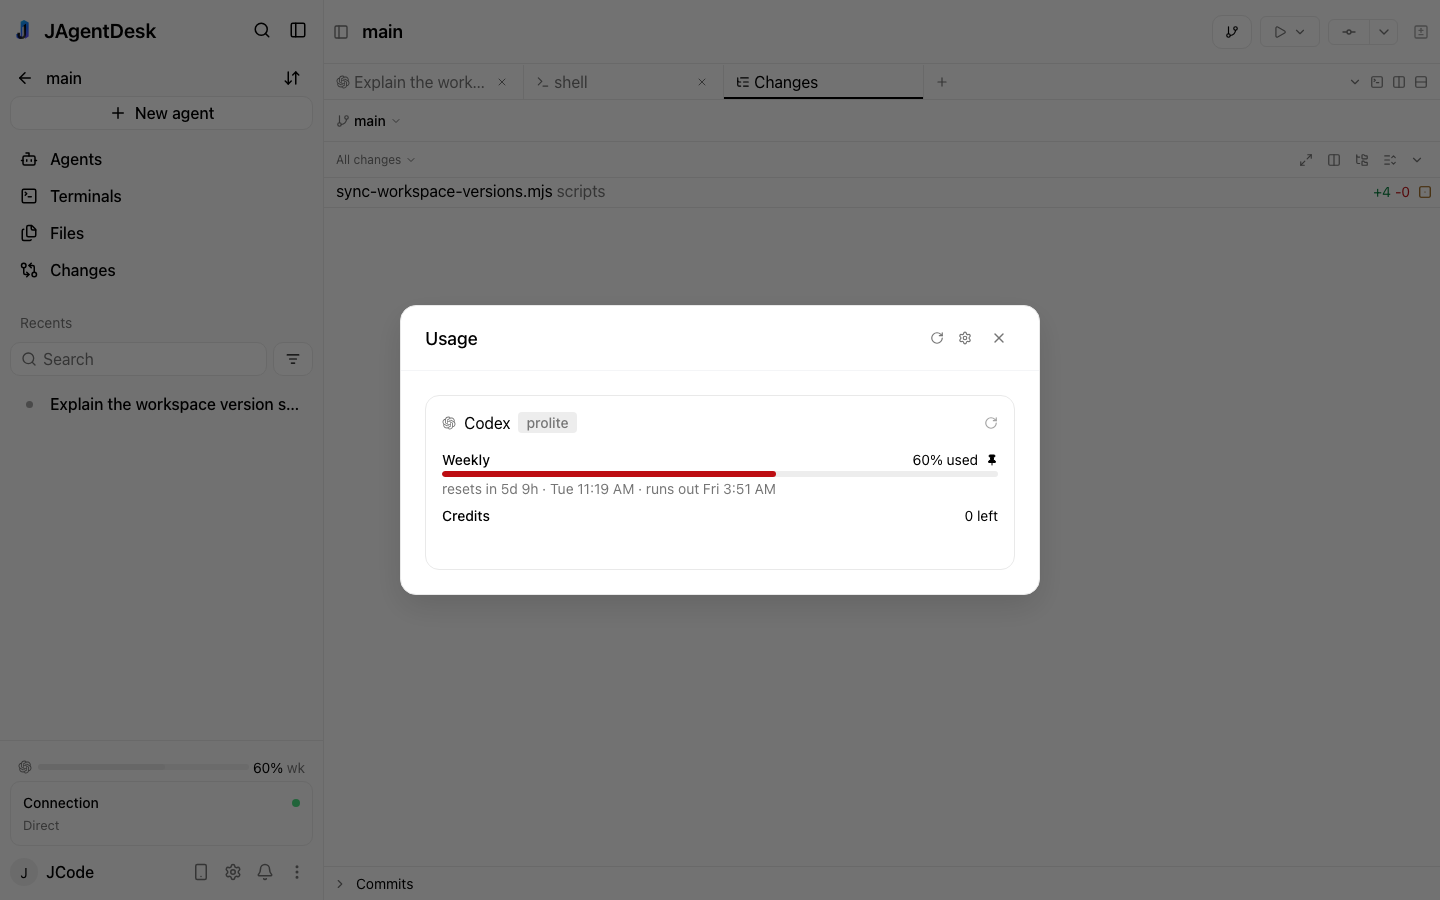 JAgentDesk
main
main
New agent
Explain the work...
shell
Changes
main
Agents
All changes
Terminals
sync-workspace-versions.mjs scripts
+4 -0
Files
Changes
Recents
Search
Explain the workspace version s...
Usage
Codex
prolite
Weekly
60% used
resets in 5d 9h · Tue 11:19 AM · runs out Fri 3:51 AM
Credits
0 left
60% wk
Connection
Direct
J
JCode
Commits